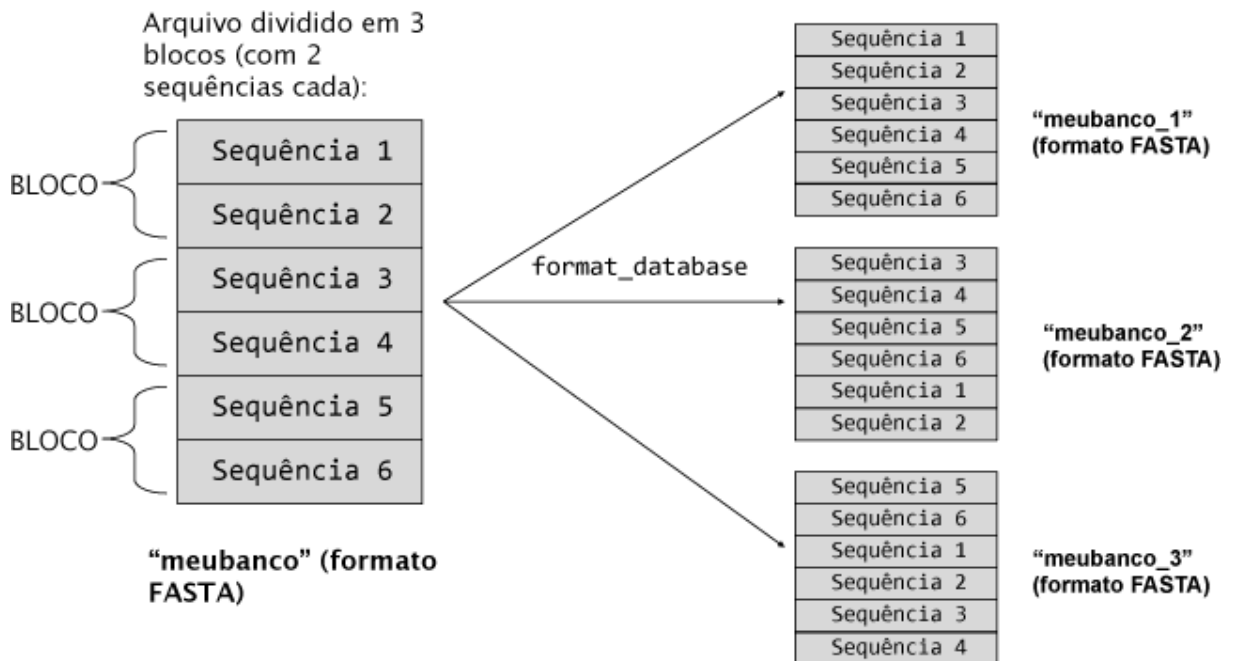 Arquivo dividido em 3
blocos (com 2
sequências cada):
BLOCO
Sequência 1
Sequência 2
BLOCO
Sequência 3
Sequência 4
BLOCO
Sequência 5
Sequência 6
“meubanco” (formato
FASTA)
format_database
Sequência 1
Sequência 2
Sequência 3
Sequência 4
Sequência 5
Sequência 6
“meubanco_1”
(formato FASTA)
Sequência 3
Sequência 4
Sequência 5
Sequência 6
Sequência 1
Sequência 2
“meubanco_2”
(formato FASTA)
Sequência 5
Sequência 6
Sequência 1
Sequência 2
Sequência 3
Sequência 4
“meubanco_3”
(formato FASTA)